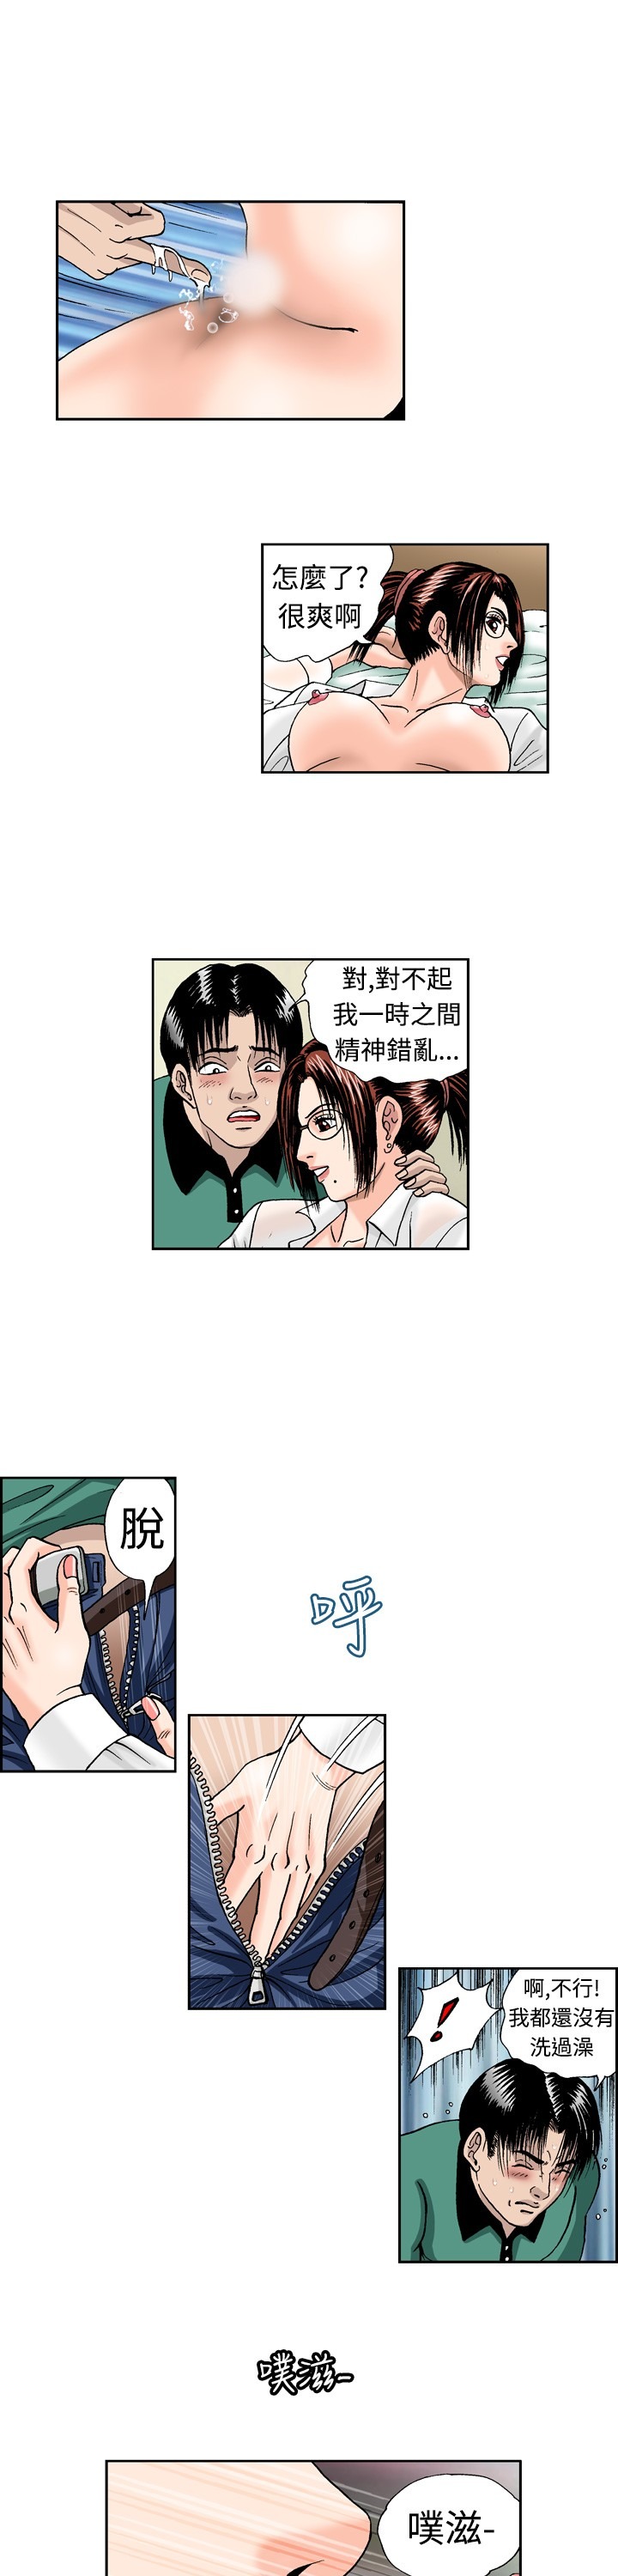 怎麼了?
很爽啊
對,對不起
我一時之間
精神錯亂...
脫
呼
!
啊,不行!
我都還沒有
洗過澡
噗滋-
噗滋-